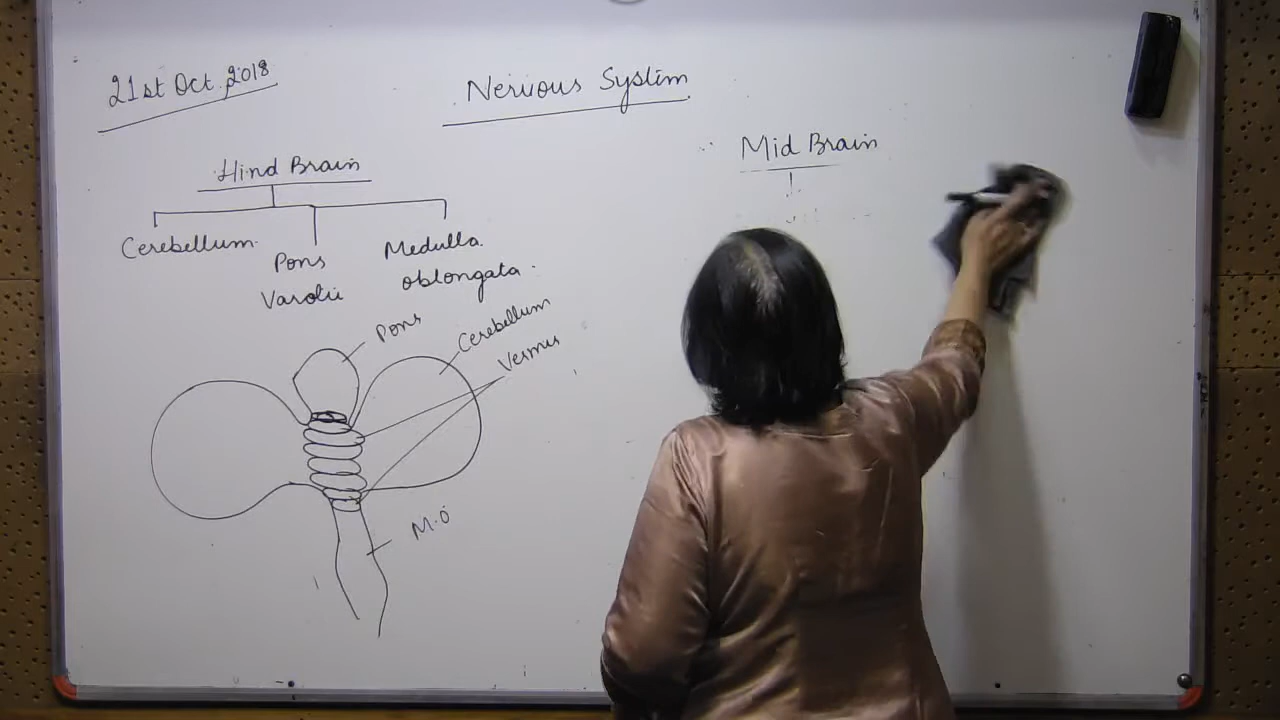 21st Oct, 2018
Nervous System
Hind Brain
Cerebellum
Pons
Varolii
Medulla
oblongata
Mid Brain
Pons
Cerebellum
Vermis
M.O